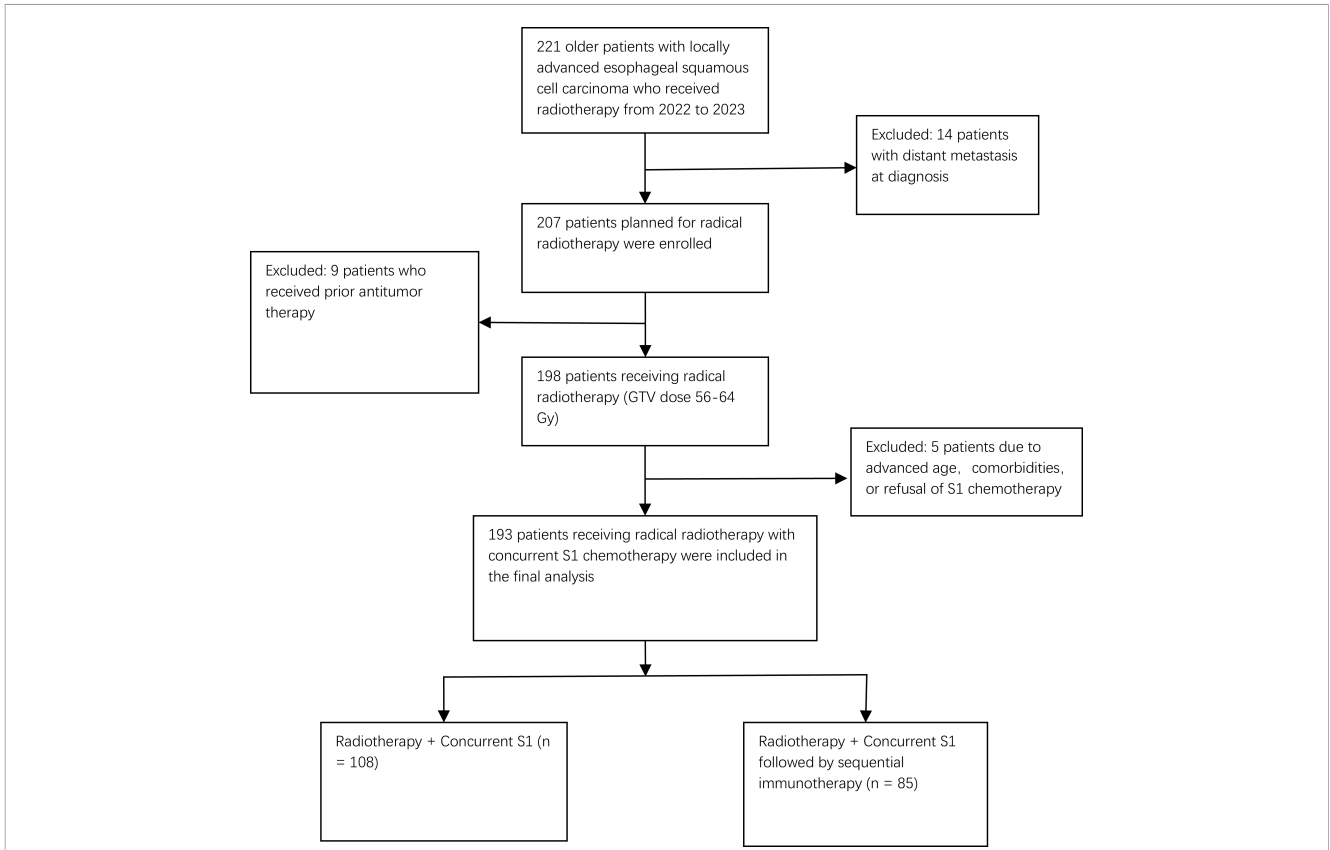 221 older patients with locally
advanced esophageal squamous
cell carcinoma who received
radiotherapy from 2022 to 2023
Excluded: 14 patients
with distant metastasis
at diagnosis
207 patients planned for radical
radiotherapy were enrolled
Excluded: 9 patients who
received prior antitumor
therapy
198 patients receiving radical
radiotherapy (GTV dose 56-64
Gy)
Excluded: 5 patients due to
advanced age, comorbidities,
or refusal of S1 chemotherapy
193 patients receiving radical radiotherapy with
concurrent S1 chemotherapy were included in
the final analysis
Radiotherapy + Concurrent S1 (n
= 108)
Radiotherapy + Concurrent S1
followed by sequential
immunotherapy (n = 85)